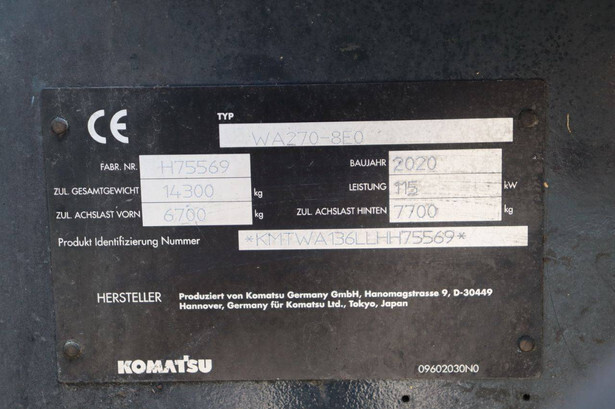 CE
TYP
WA270-8E0
FABR. NR. H75569 BAUJAHR 2020
ZUL. GESAMTGEWICHT 14300 kg LEISTUNG 115 kW
ZUL. ACHSLAST VORN 6700 kg ZUL. ACHSLAST HINTEN 7700 kg
Produkt Identifizierung Nummer *KMTWA136LLHH75569*
HERSTELLER Produziert von Komatsu Germany GmbH, Hanomagstrasse 9, D-30449
Hannover, Germany für Komatsu Ltd., Tokyo, Japan
KOMATSU 09602030N0